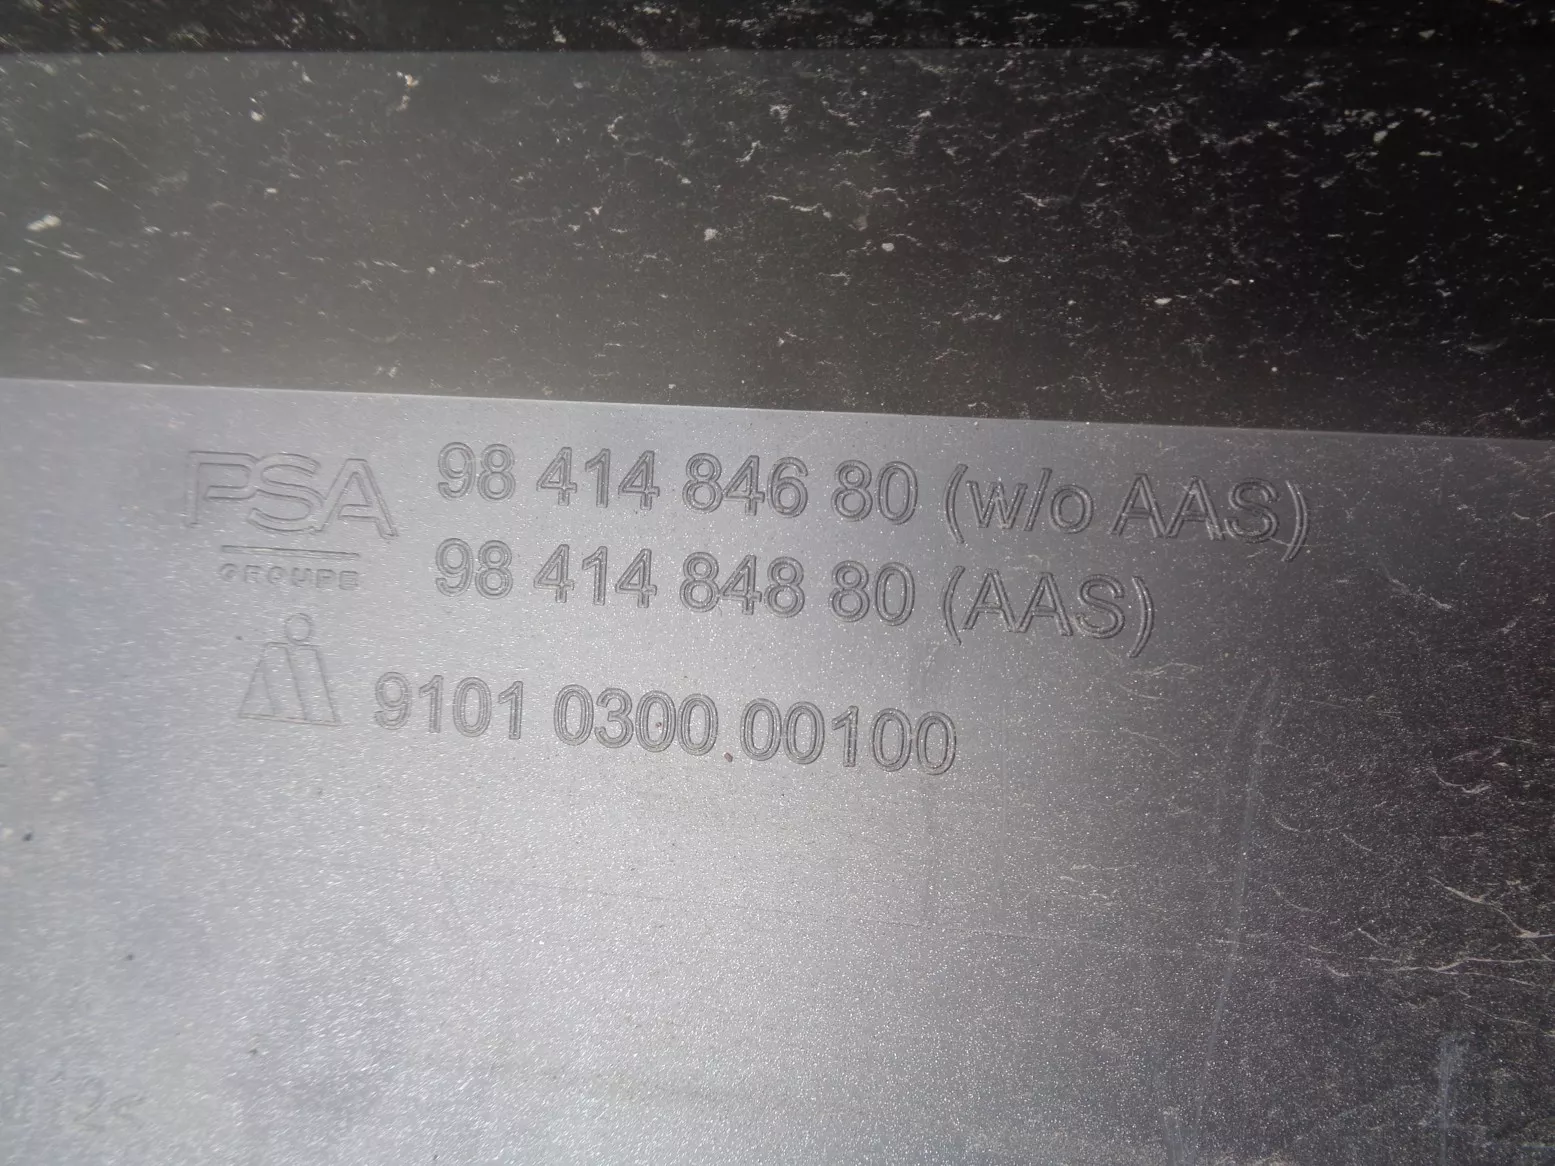 PSA 98 414 846 80 (w/o AAS)
GROUPE 98 414 848 80 (AAS)
9101 0300 00100